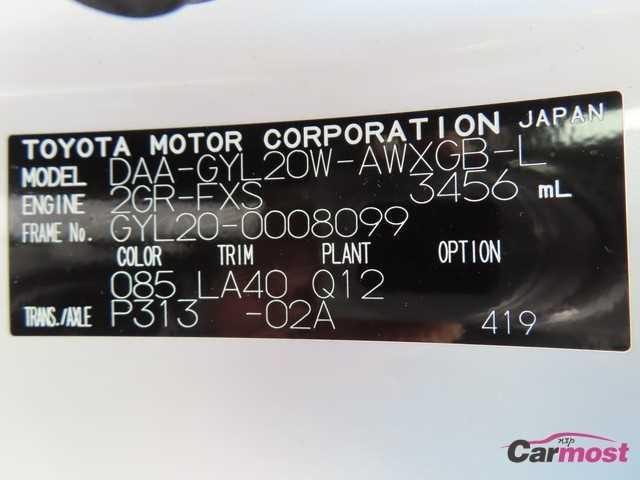 TOYOTA MOTOR CORPORATION JAPAN
MODEL DAA-GYL20W-AWXGB-L
ENGINE 2GR-FXS 3456 mL
FRAME No. GYL20-0008099
COLOR TRIM PLANT OPTION
085 LA40 Q12
TRANS./AXLE P313 -02A 419
nxp
Carmost